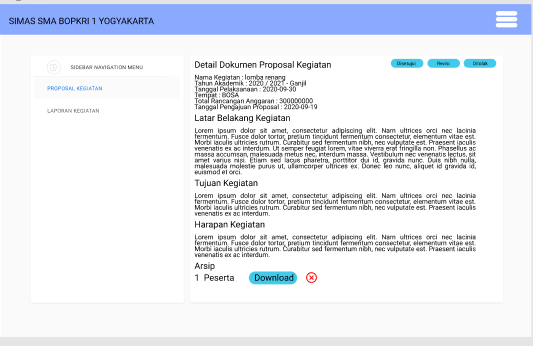 SIMAS SMA BOPKRI 1 YOGYAKARTA
SIDEBAR NAVIGATION MENU
PROPOSAL KEGIATAN
LAPORAN KEGIATAN
Detail Dokumen Proposal Kegiatan
Disetujui Revisi Ditolak
Nama Kegiatan : lomba renang
Tahun Akademik : 2020 / 2021 - Ganjil
Tanggal Pelaksanaan : 2020-09-30
Tempat : BOSA
Total Rancangan Anggaran : 300000000
Tanggal Pengajuan Proposal : 2020-09-19
Latar Belakang Kegiatan
Lorem ipsum dolor sit amet, consectetur adipiscing elit. Nam ultrices orci nec lacinia
fermentum. Fusce dolor tortor, pretium tincidunt fermentum consectetur, elementum vitae est.
Morbi iaculis ultricies rutrum. Curabitur sed fermentum nibh, nec vulputate est. Praesent iaculis
venenatis ex ac interdum. Ut semper feugiat lorem, vitae viverra erat fringilla non. Phasellus ac
massa accumsan, malesuada metus nec, interdum massa. Vestibulum nec venenatis lectus, sit
amet varius nisi. Etiam sed lacus pharetra, porttitor dui id, gravida nunc. Duis nibh nulla,
malesuada molestie purus ut, ullamcorper ultrices ex. Donec leo nunc, aliquet id gravida id,
euismod et orci.
Tujuan Kegiatan
Lorem ipsum dolor sit amet, consectetur adipiscing elit. Nam ultrices orci nec lacinia
fermentum. Fusce dolor tortor, pretium tincidunt fermentum consectetur, elementum vitae est.
Morbi iaculis ultricies rutrum. Curabitur sed fermentum nibh, nec vulputate est. Praesent iaculis
venenatis ex ac interdum.
Harapan Kegiatan
Lorem ipsum dolor sit amet, consectetur adipiscing elit. Nam ultrices orci nec lacinia
fermentum. Fusce dolor tortor, pretium tincidunt fermentum consectetur, elementum vitae est.
Morbi iaculis ultricies rutrum. Curabitur sed fermentum nibh, nec vulputate est. Praesent iaculis
venenatis ex ac interdum.
Arsip
1 Peserta Download